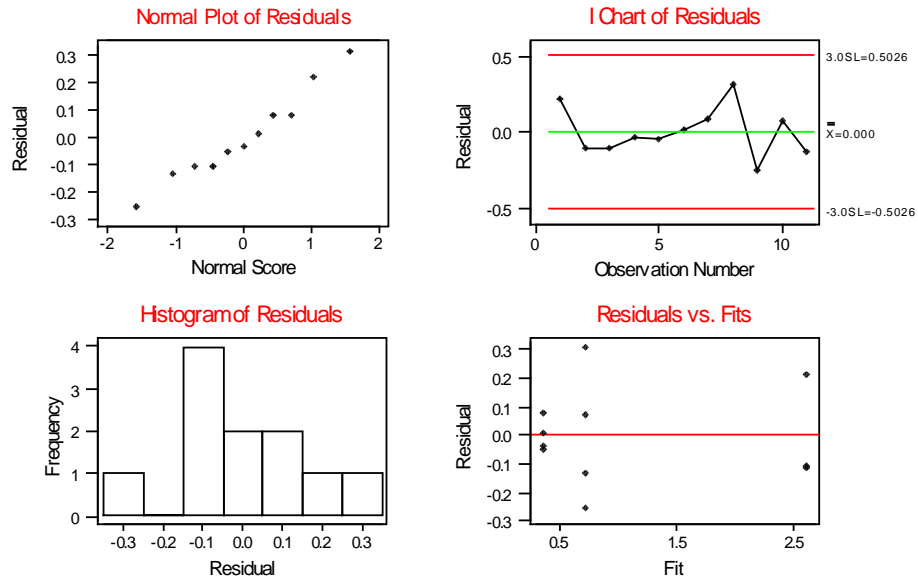 Normal Plot of Residuals
0.3
0.2
0.1
0.0
-0.1
-0.2
-0.3
Residual
-2 -1 0 1 2
Normal Score
I Chart of Residuals
0.5
0.0
-0.5
Residual
3.0SL=0.5026
X=0.000
-3.0SL=-0.5026
0 5 10
Observation Number
Histogram of Residuals
4
3
2
1
0
Frequency
-0.3 -0.2 -0.1 0.0 0.1 0.2 0.3
Residual
Residuals vs. Fits
0.3
0.2
0.1
0.0
-0.1
-0.2
-0.3
Residual
0.5 1.5 2.5
Fit